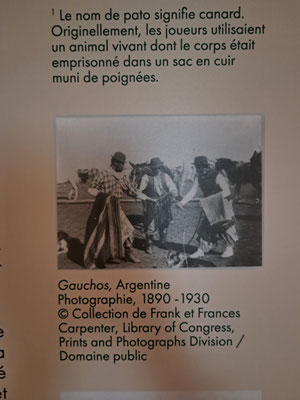 ¹ Le nom de pato signifie canard.
Originellement, les joueurs utilisaient
un animal vivant dont le corps était
emprisonné dans un sac en cuir
muni de poignées.
Gauchos, Argentine
Photographie, 1890 -1930
© Collection de Frank et Frances
Carpenter, Library of Congress,
Prints and Photographs Division /
Domaine public